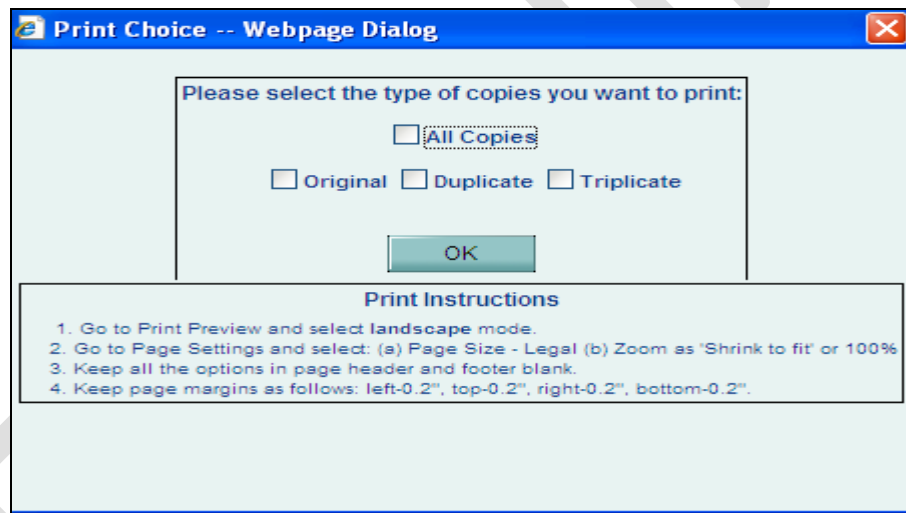 Print Choice -- Webpage Dialog
Please select the type of copies you want to print:
All Copies
Original Duplicate Triplicate
OK
Print Instructions
1. Go to Print Preview and select landscape mode.
2. Go to Page Settings and select: (a) Page Size - Legal (b) Zoom as 'Shrink to fit' or 100%
3. Keep all the options in page header and footer blank.
4. Keep page margins as follows: left-0.2", top-0.2", right-0.2", bottom-0.2".